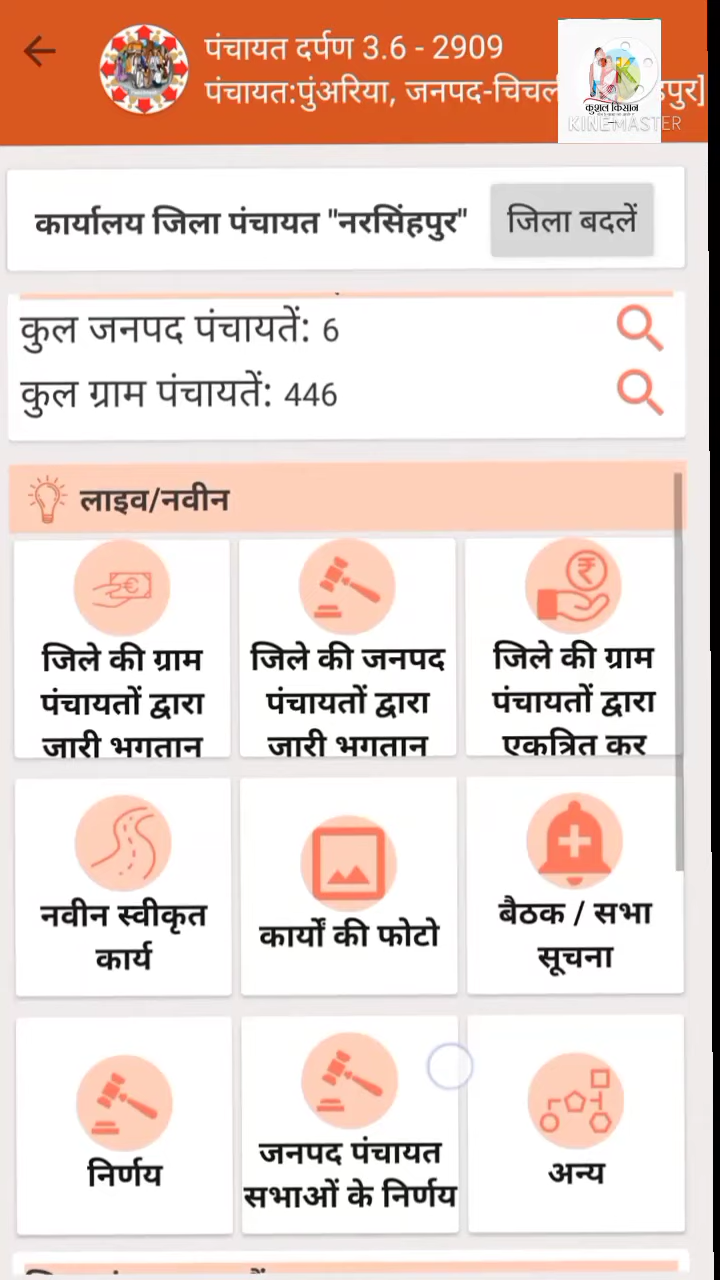 पंचायत दर्पण 3.6 - 2909
पंचायत:पुंअरिया, जनपद-चिचल
हपुर]
कुशल किसान
KINEMASTER
कार्यालय जिला पंचायत "नरसिंहपुर"
जिला बदलें
कुल जनपद पंचायतें: 6
कुल ग्राम पंचायतें: 446
लाइव/नवीन
जिले की ग्राम
पंचायतों द्वारा
जारी भगतान
जिले की जनपद
पंचायतों द्वारा
जारी भगतान
जिले की ग्राम
पंचायतों द्वारा
एकत्रित कर
नवीन स्वीकृत
कार्य
कार्यों की फोटो
बैठक / सभा
सूचना
निर्णय
जनपद पंचायत
सभाओं के निर्णय
अन्य